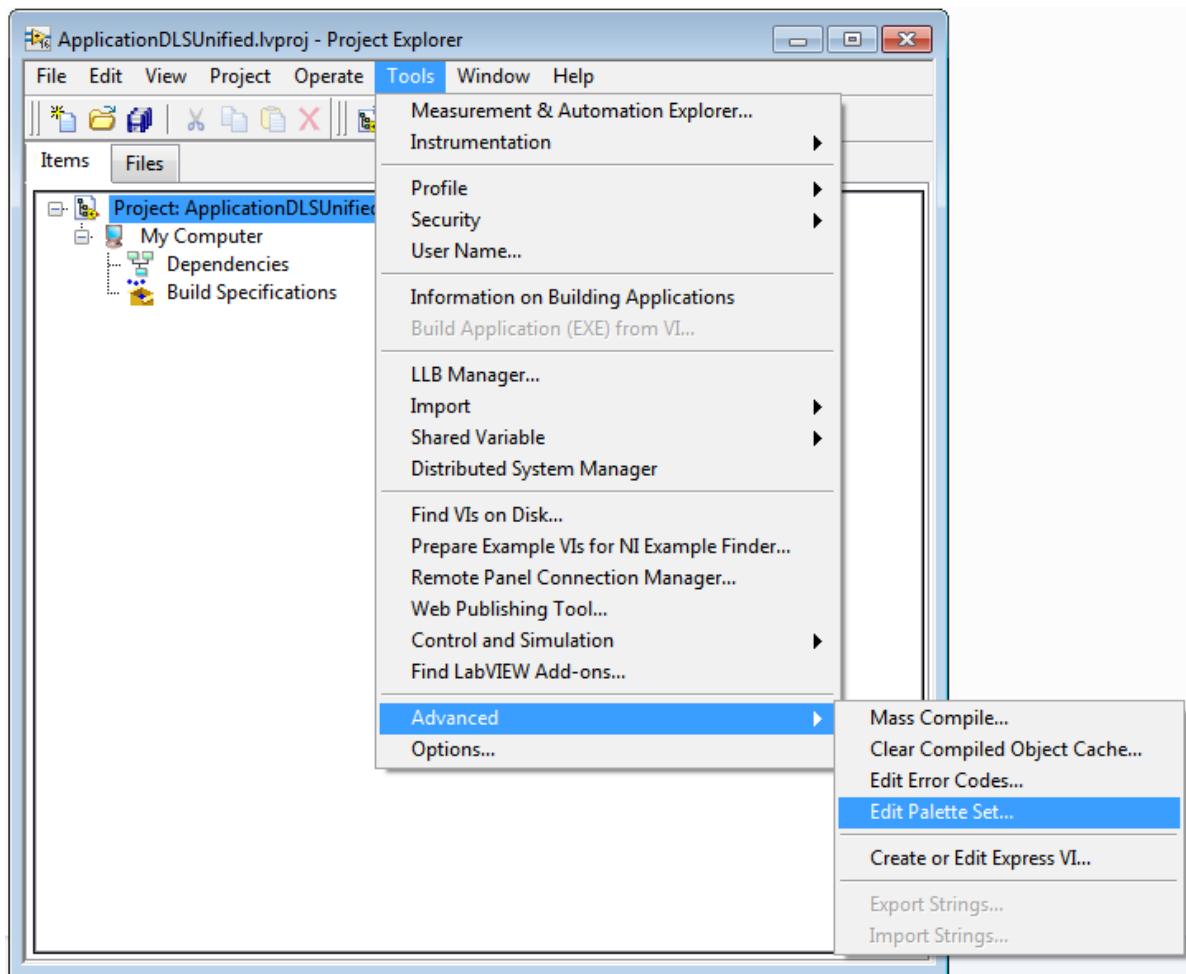 ApplicationDLSUnified.lvproj - Project Explorer
File Edit View Project Operate Tools Window Help
Items Files
Project: ApplicationDLSUnified
My Computer
Dependencies
Build Specifications
Measurement & Automation Explorer...
Instrumentation
Profile
Security
User Name...
Information on Building Applications
Build Application (EXE) from VI...
LLB Manager...
Import
Shared Variable
Distributed System Manager
Find VIs on Disk...
Prepare Example VIs for NI Example Finder...
Remote Panel Connection Manager...
Web Publishing Tool...
Control and Simulation
Find LabVIEW Add-ons...
Advanced
Options...
Mass Compile...
Clear Compiled Object Cache...
Edit Error Codes...
Edit Palette Set...
Create or Edit Express VI...
Export Strings...
Import Strings...